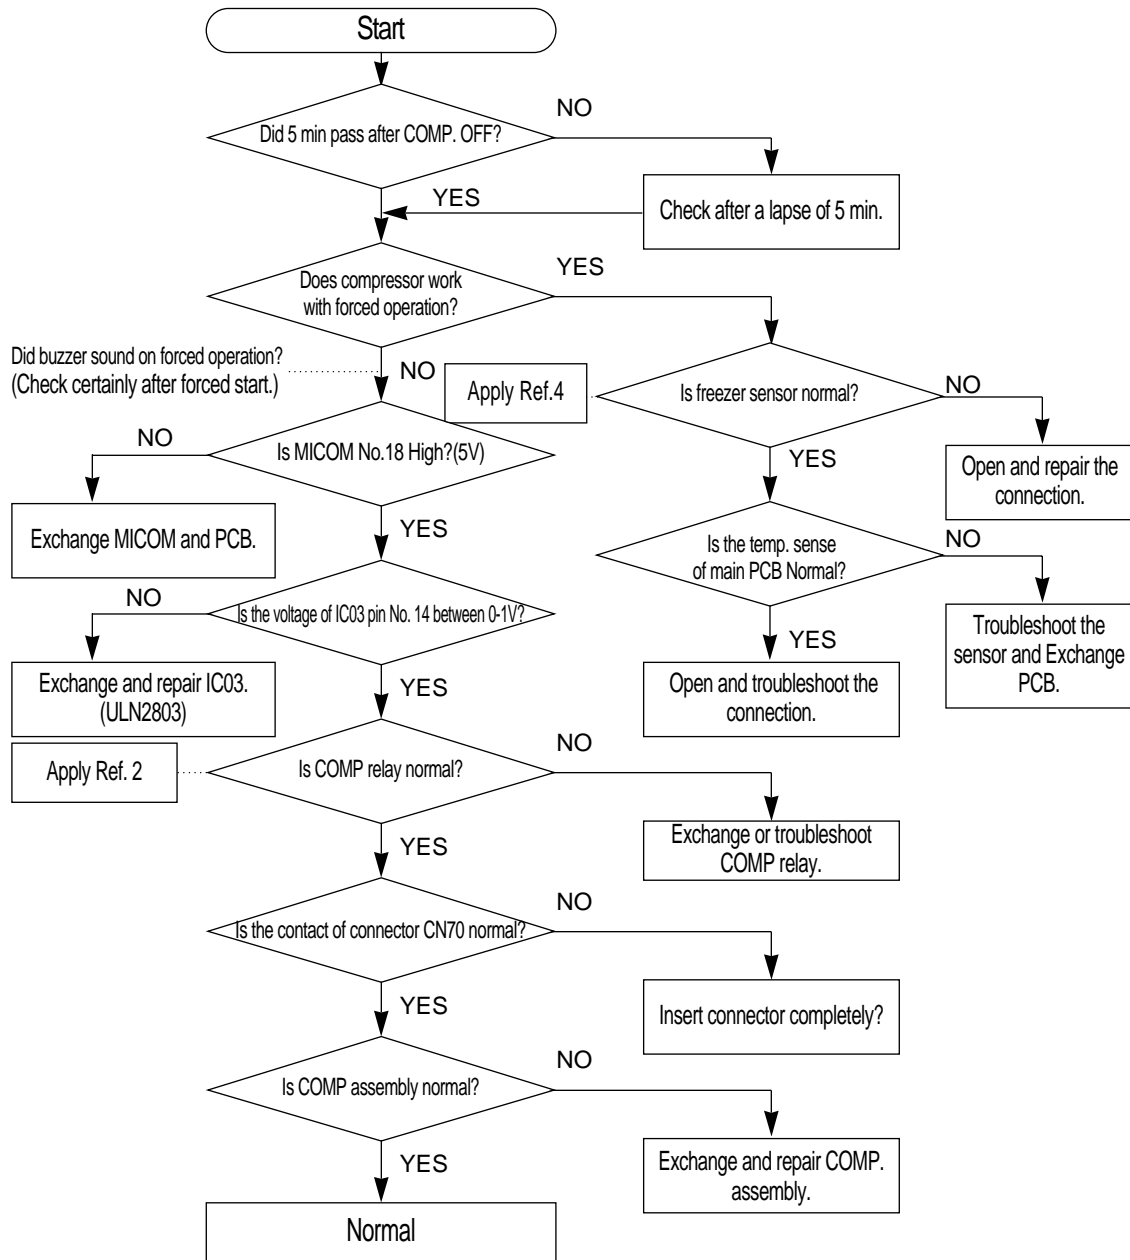 Start
Did 5 min pass after COMP. OFF?
NO
Check after a lapse of 5 min.
YES
Does compressor work
with forced operation?
YES
Did buzzer sound on forced operation?
(Check certainly after forced start.)
NO
Apply Ref.4
Is freezer sensor normal?
NO
Open and repair the
connection.
YES
Is MICOM No.18 High?(5V)
NO
Exchange MICOM and PCB.
YES
Is the temp. sense
of main PCB Normal?
NO
Troubleshoot the
sensor and Exchange
PCB.
YES
Open and troubleshoot the
connection.
Is the voltage of IC03 pin No. 14 between 0-1V?
NO
Exchange and repair IC03.
(ULN2803)
YES
Apply Ref. 2
Is COMP relay normal?
NO
Exchange or troubleshoot
COMP relay.
YES
Is the contact of connector CN70 normal?
NO
Insert connector completely?
YES
Is COMP assembly normal?
NO
Exchange and repair COMP.
assembly.
YES
Normal